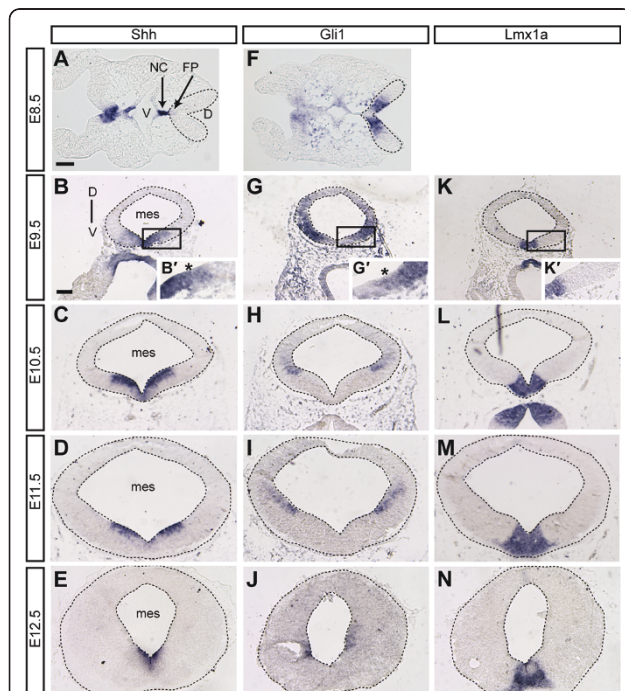 Shh Gli1 Lmx1a
E8.5
A NC FP V D
F
E9.5
B D V mes B′ *
G G′ *
K K′
E10.5
C mes
H
L
E11.5
D mes
I
M
E12.5
E mes
J
N